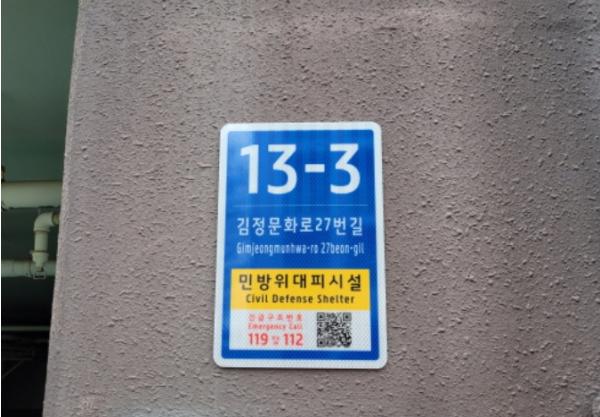 13-3
김정문화로27번길
Gimjeongmunhwa-ro 27beon-gil
민방위대피시설
Civil Defense Shelter
긴급구조번호
Emergency Call
119 및 112